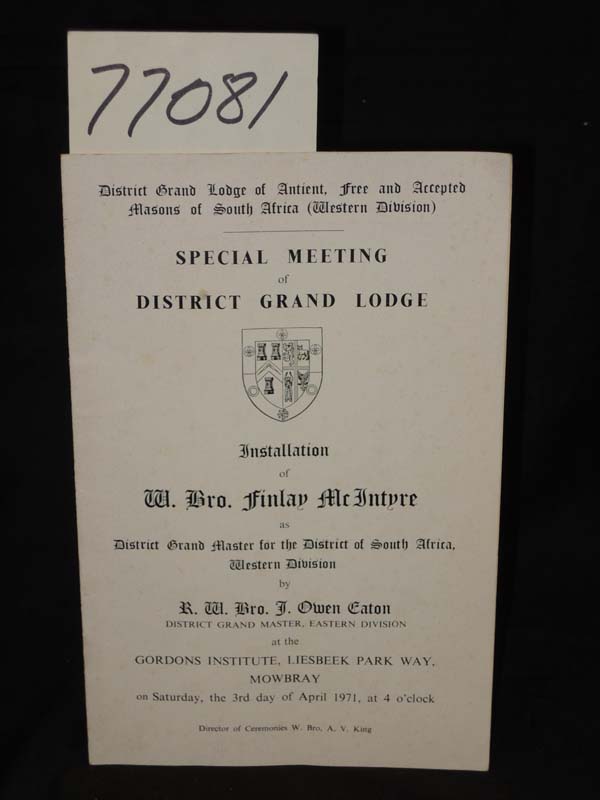 77081
District Grand Lodge of Antient, Free and Accepted
Masons of South Africa (Western Division)
SPECIAL MEETING
of
DISTRICT GRAND LODGE
Installation
of
W. Bro. Finlay McIntyre
as
District Grand Master for the District of South Africa,
Western Division
by
R. W. Bro. J. Owen Eaton
DISTRICT GRAND MASTER, EASTERN DIVISION
at the
GORDONS INSTITUTE, LIESBEEK PARK WAY,
MOWBRAY
on Saturday, the 3rd day of April 1971, at 4 o'clock
Director of Ceremonies W. Bro, A. V. King